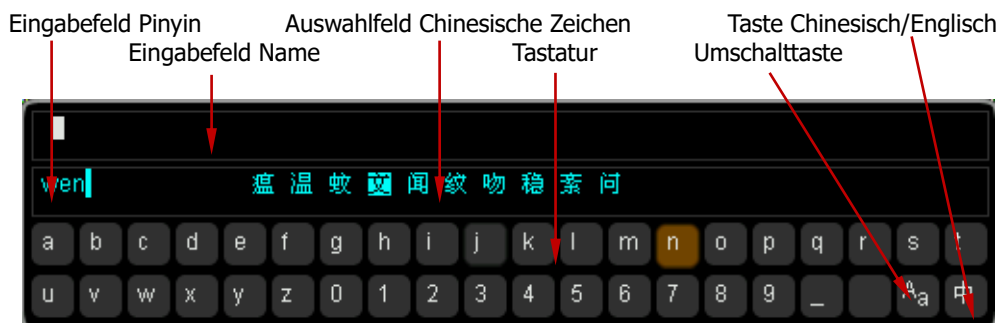 Eingabefeld Pinyin Auswahlfeld Chinesische Zeichen Taste Chinesisch/Englisch
Eingabefeld Name Tastatur Umschalttaste
wen 瘟 温 蚊 文 闻 纹 吻 稳 紊 问
a b c d e f g h i j k l m n o p q r s t
u v w x y z 0 1 2 3 4 5 6 7 8 9 _ Aa 中